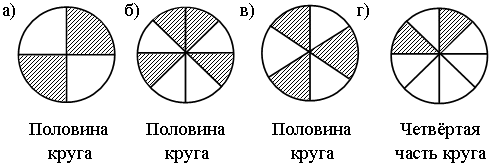 а) б) в) г)
Половина Половина Половина Четвёртая
круга круга круга часть круга